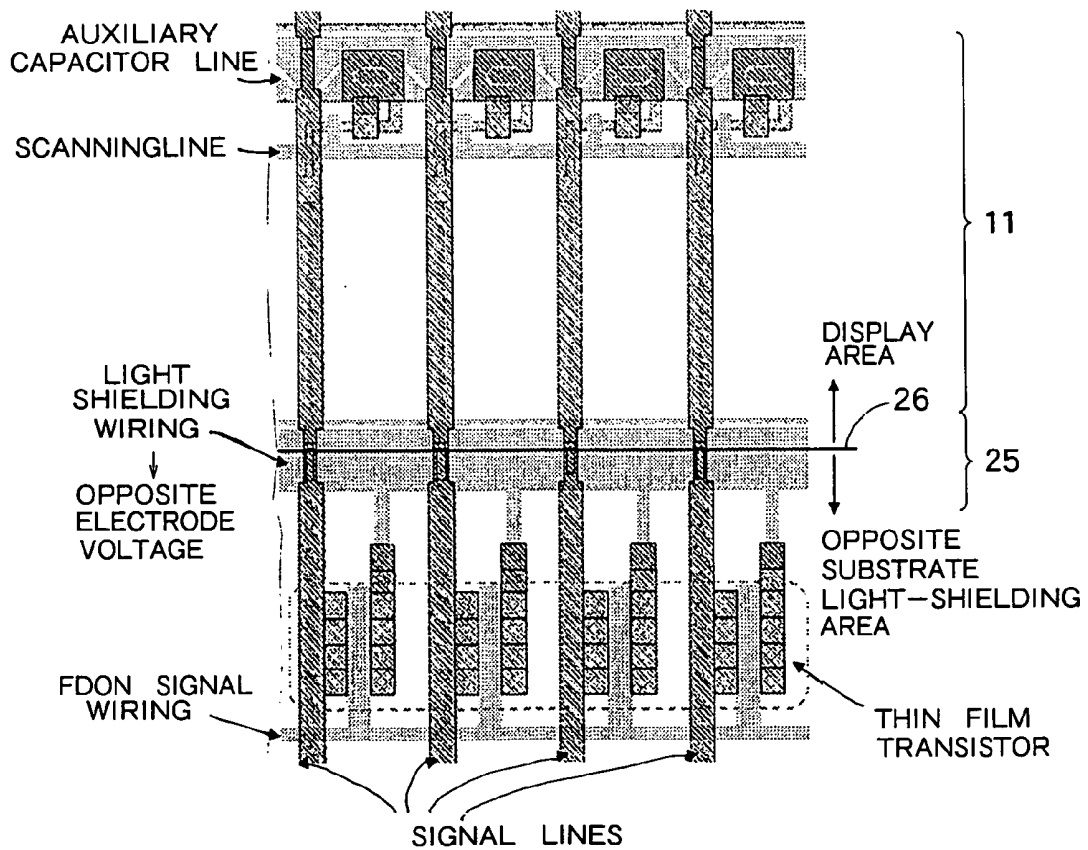 AUXILIARY
CAPACITOR LINE
SCANNINGLINE
11
DISPLAY
AREA
LIGHT
SHIELDING
WIRING
26
25
OPPOSITE
ELECTRODE
VOLTAGE
OPPOSITE
SUBSTRATE
LIGHT-SHIELDING
AREA
FDON SIGNAL
WIRING
THIN FILM
TRANSISTOR
SIGNAL LINES